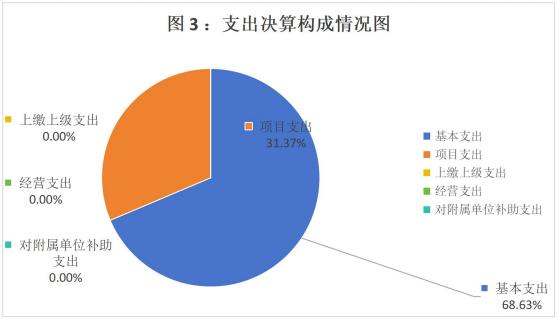 图 3 ：支出决算构成情况图
上缴上级支出
0.00%
经营支出
0.00%
对附属单位补助
支出
0.00%
项目支出
31.37%
基本支出
项目支出
上缴上级支出
经营支出
对附属单位补助支出
基本支出
68.63%